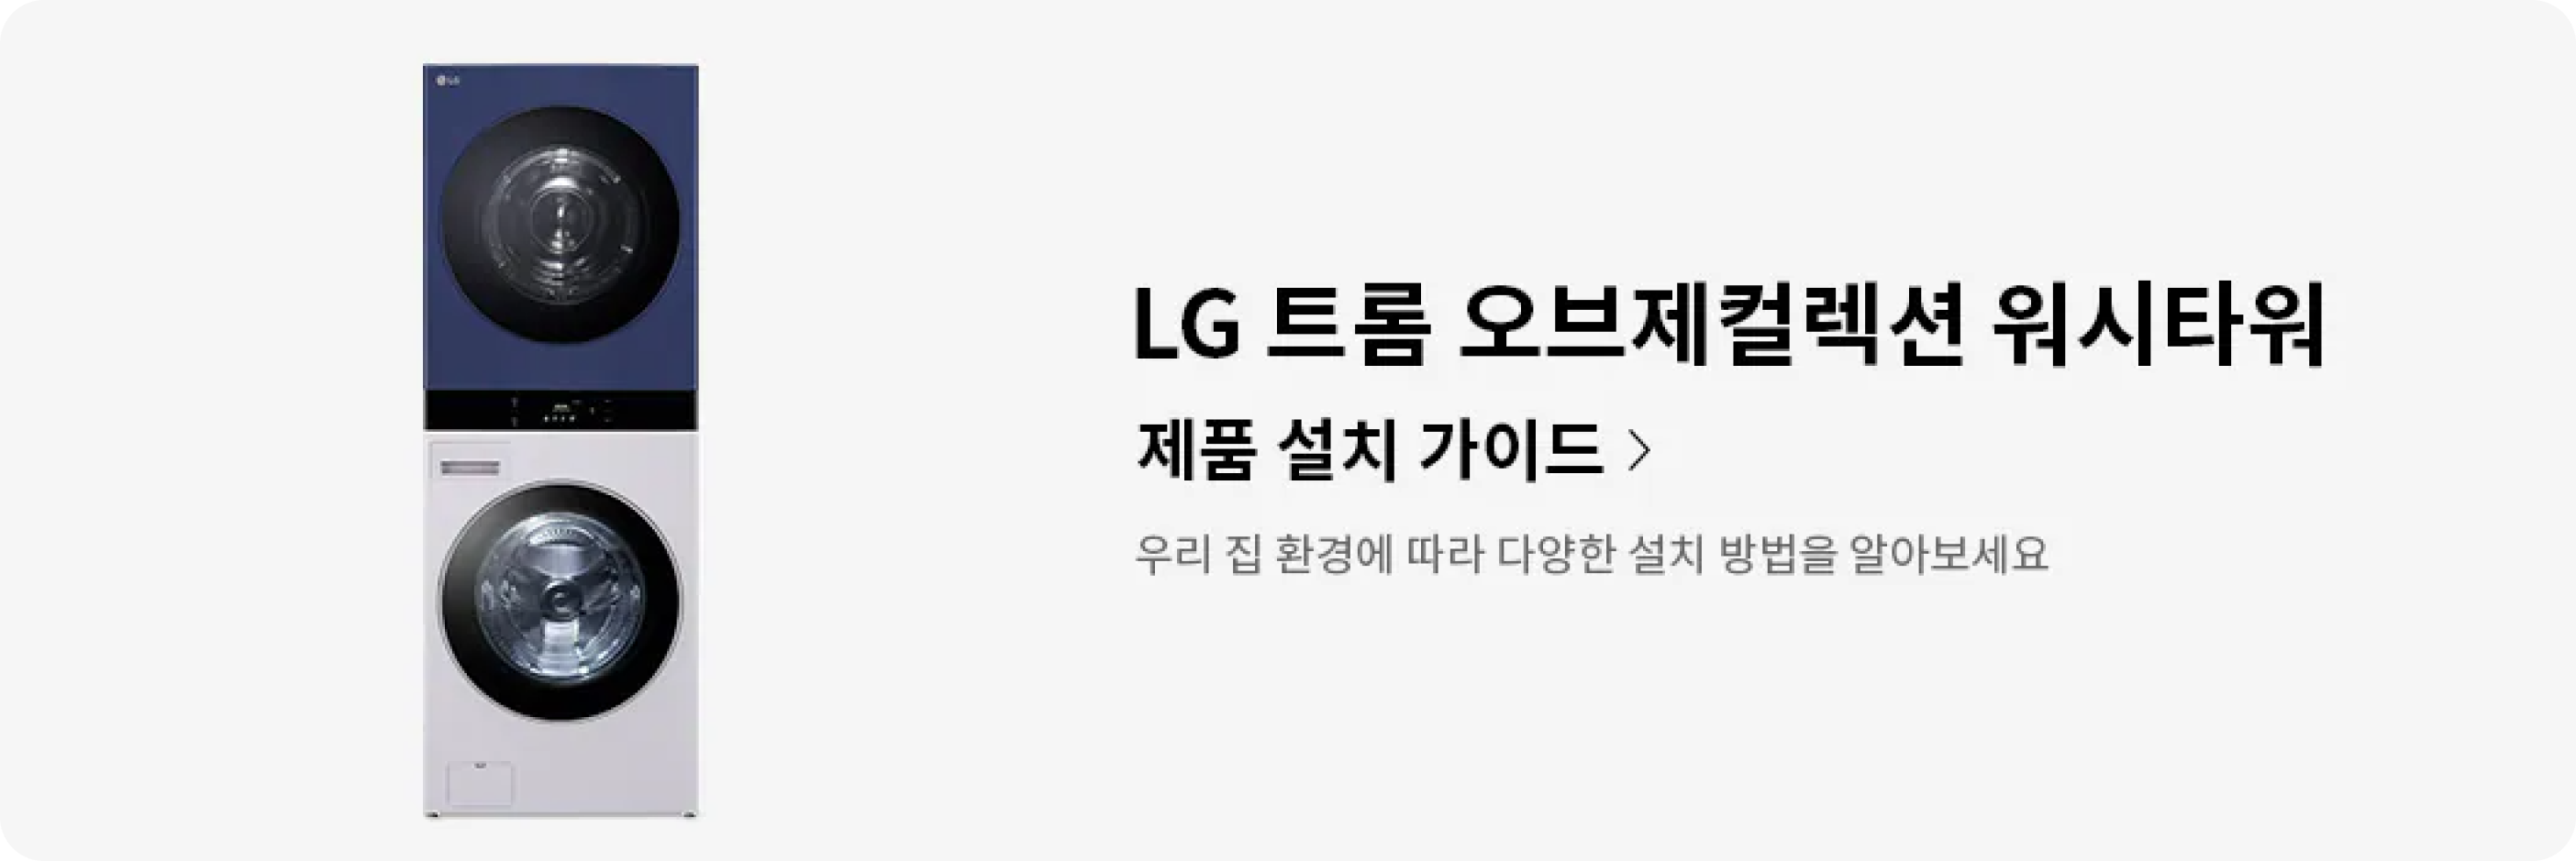 LG
LG 트롬 오브제컬렉션 워시타워
제품 설치 가이드 >
우리 집 환경에 따라 다양한 설치 방법을 알아보세요